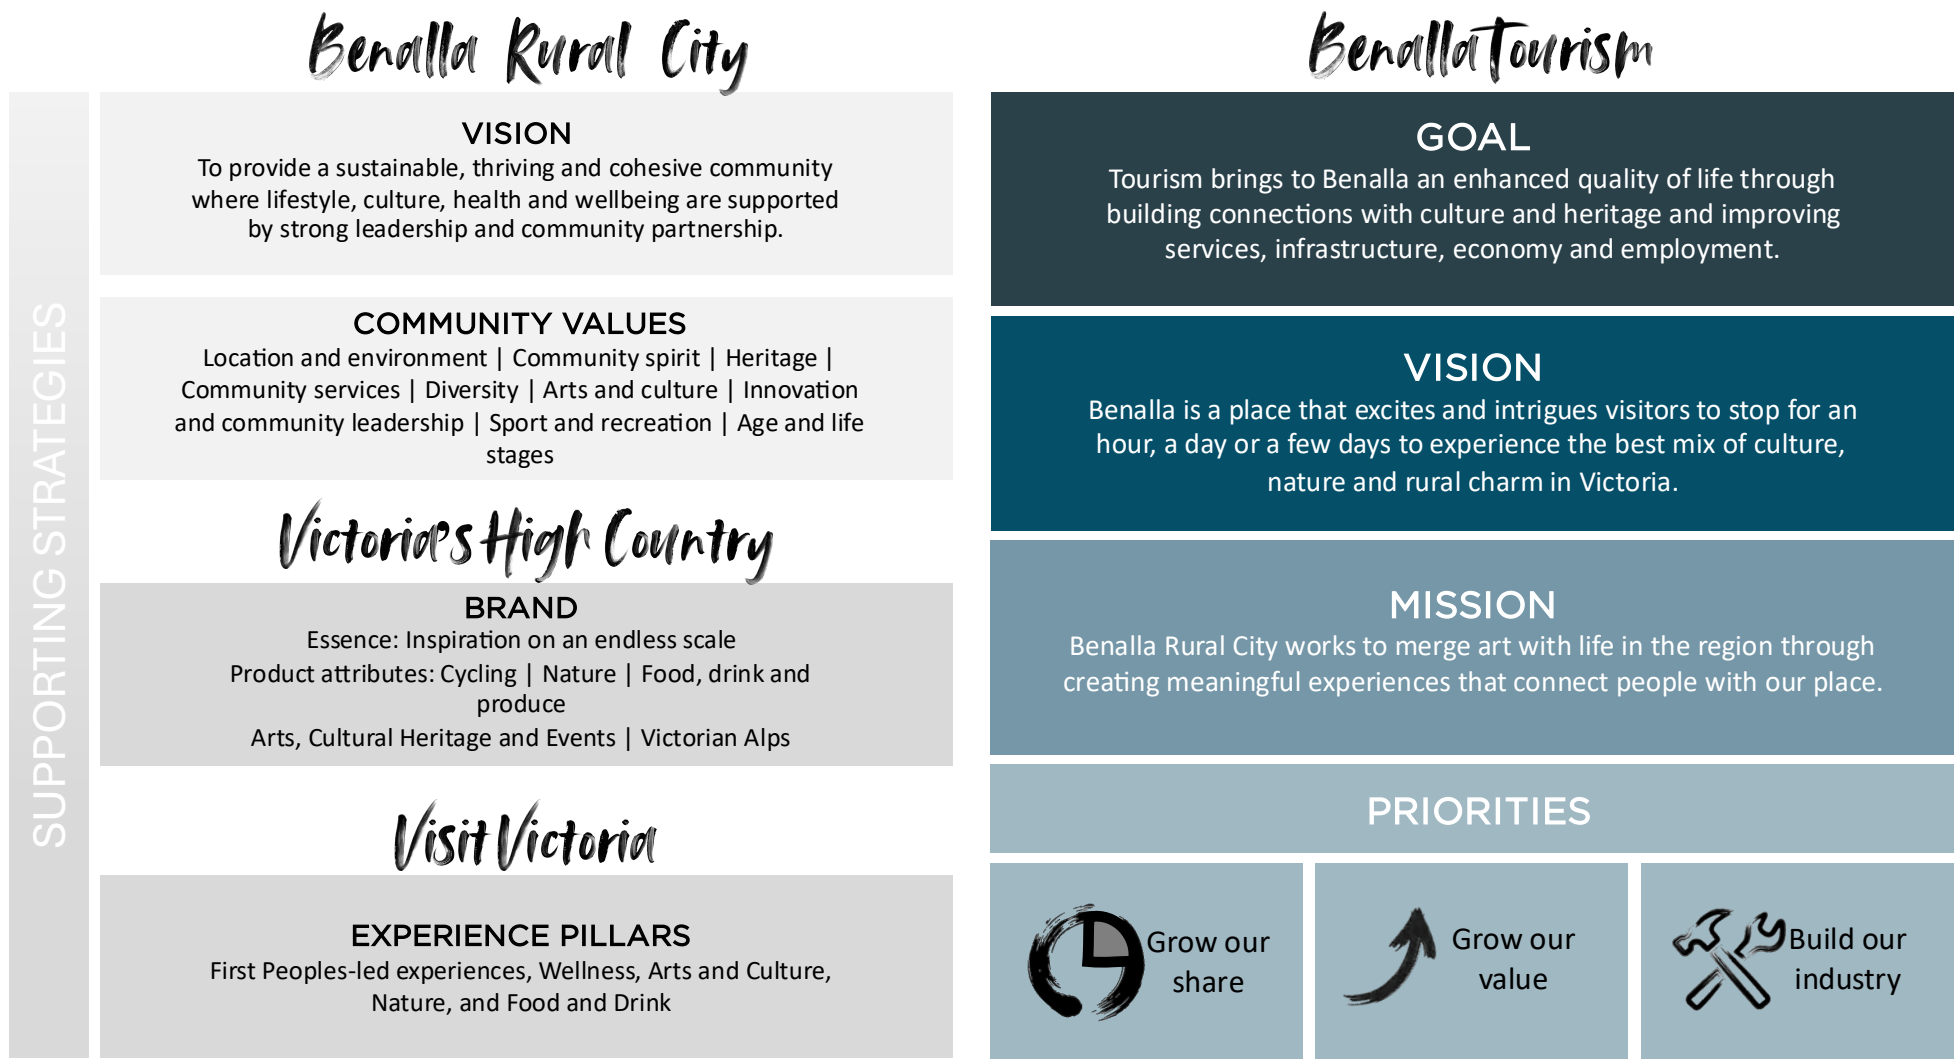 Benalla Rural City
VISION
To provide a sustainable, thriving and cohesive community
where lifestyle, culture, health and wellbeing are supported
by strong leadership and community partnership.
COMMUNITY VALUES
Location and environment | Community spirit | Heritage |
Community services | Diversity | Arts and culture | Innovation
and community leadership | Sport and recreation | Age and life
stages
Victoria's High Country
BRAND
Essence: Inspiration on an endless scale
Product attributes: Cycling | Nature | Food, drink and
produce
Arts, Cultural Heritage and Events | Victorian Alps
Visit Victoria
EXPERIENCE PILLARS
First Peoples-led experiences, Wellness, Arts and Culture,
Nature, and Food and Drink
SUPPORTING STRATEGIES
Benalla Tourism
GOAL
Tourism brings to Benalla an enhanced quality of life through
building connections with culture and heritage and improving
services, infrastructure, economy and employment.
VISION
Benalla is a place that excites and intrigues visitors to stop for an
hour, a day or a few days to experience the best mix of culture,
nature and rural charm in Victoria.
MISSION
Benalla Rural City works to merge art with life in the region through
creating meaningful experiences that connect people with our place.
PRIORITIES
Grow our
share
Grow our
value
Build our
industry